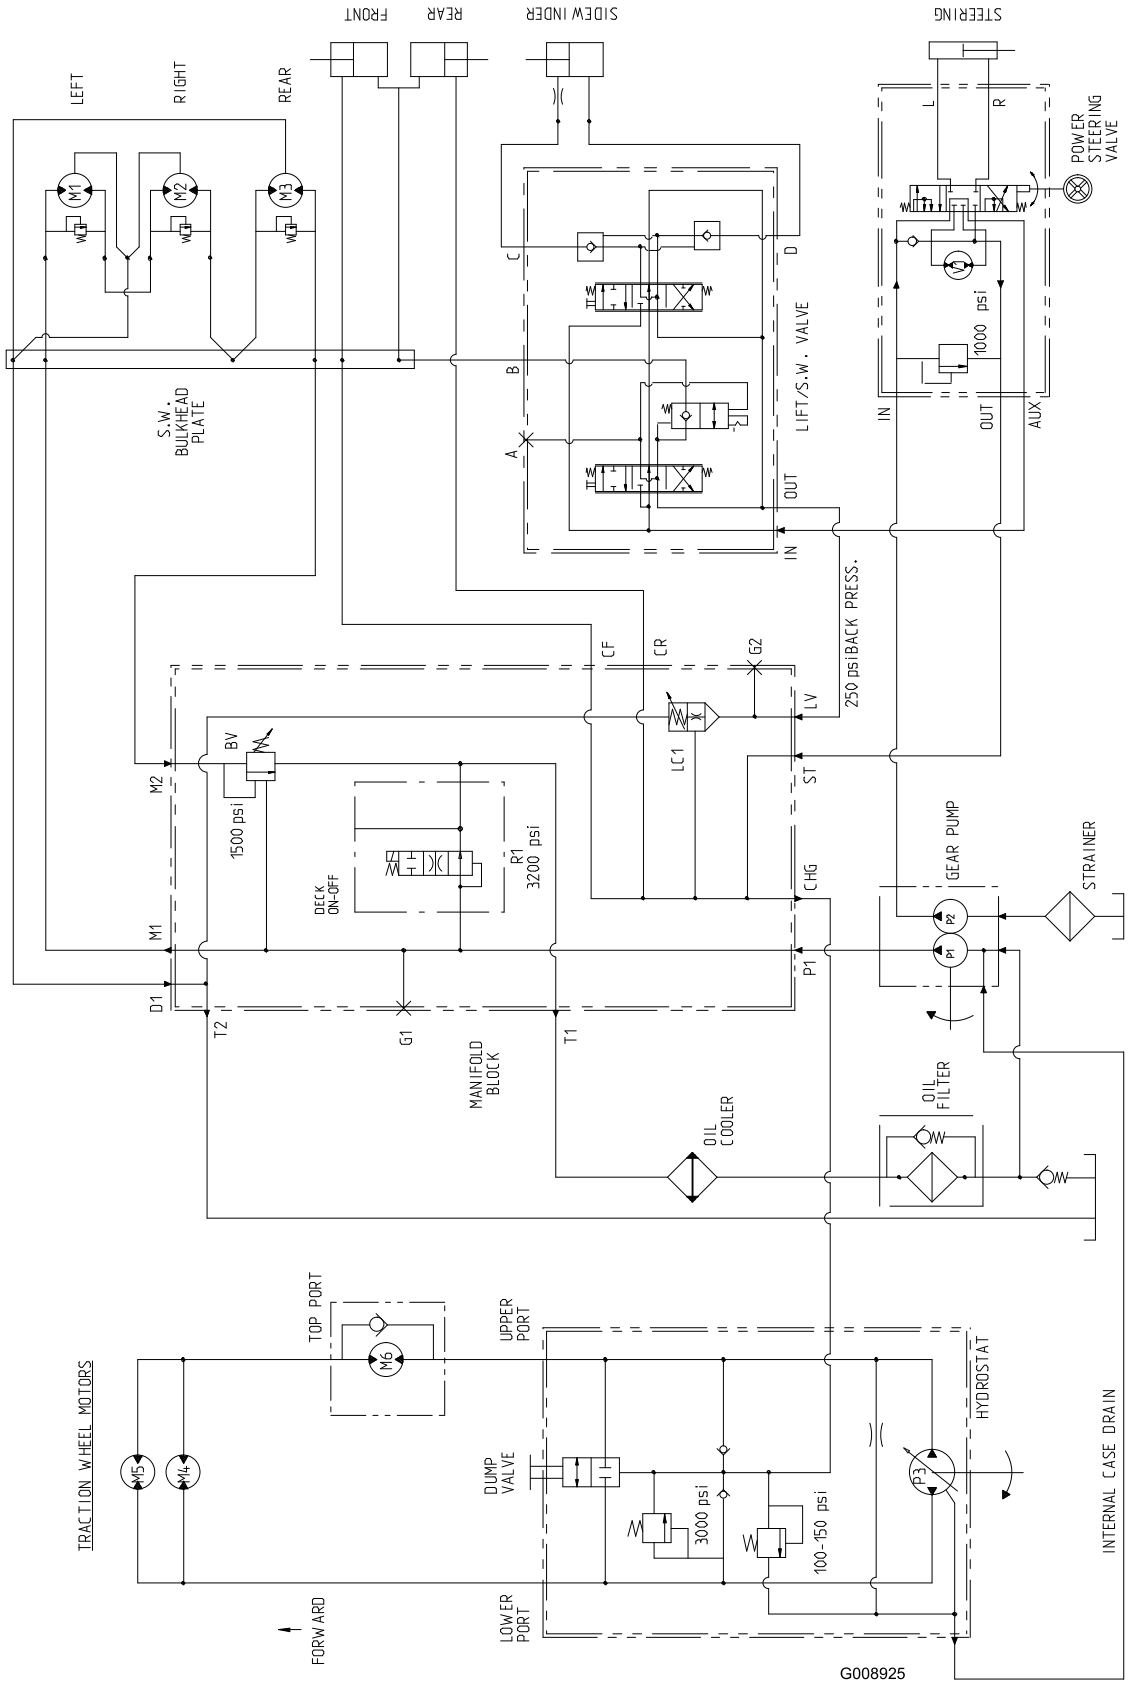 FRONT
REAR
SIDEWINDER
STEERING
LEFT
RIGHT
REAR
M1
M2
M3
L
R
POWER
STEERING
VALVE
V
1000 psi
IN
OUT
AUX
C
D
B
A
LIFT/S.W. VALVE
OUT
IN
S.W.
BULKHEAD
PLATE
250 psi BACK PRESS.
CF
CR
G2
LV
LC1
ST
BV
M2
1500 psi
R1
3200 psi
DECK
ON-OFF
CHG
M1
P1
D1
T2
G1
T1
MANIFOLD
BLOCK
GEAR PUMP
P2
P1
STRAINER
OIL
COOLER
OIL
FILTER
TRACTION WHEEL MOTORS
TOP PORT
M6
UPPER
PORT
M5
M4
DUMP
VALVE
3000 psi
100-150 psi
P3
HYDROSTAT
INTERNAL CASE DRAIN
LOWER
PORT
FORWARD
G008925